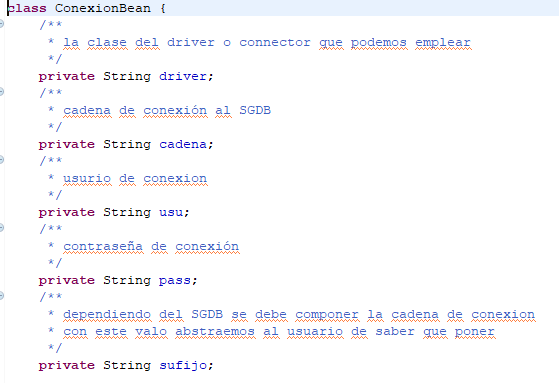 class ConexionBean {
/**
* la clase del driver o connector que podemos emplear
*/
private String driver;
/**
* cadena de conexión al SGDB
*/
private String cadena;
/**
* usurio de conexion
*/
private String usu;
/**
* contraseña de conexión
*/
private String pass;
/**
* dependiendo del SGDB se debe componer la cadena de conexion
* con este valo abstraemos al usuario de saber que poner
*/
private String sufijo;